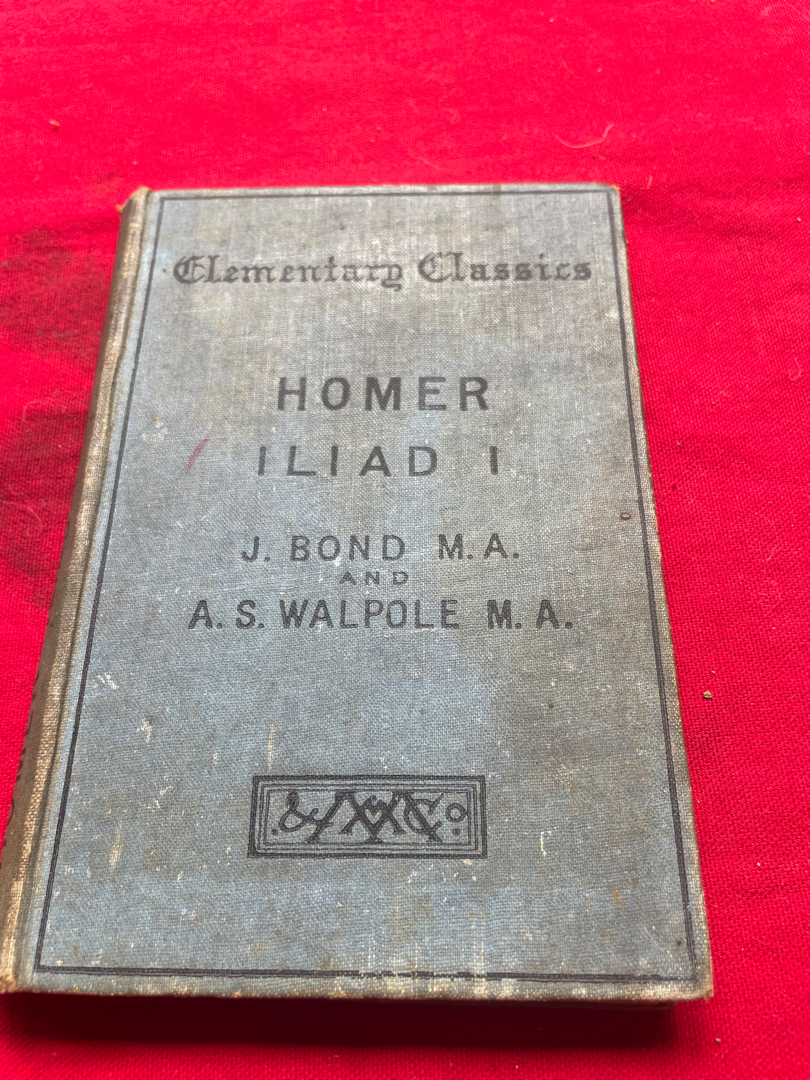 Elementary Classics
HOMER
ILIAD I
J. BOND M.A.
AND
A. S. WALPOLE M. A.